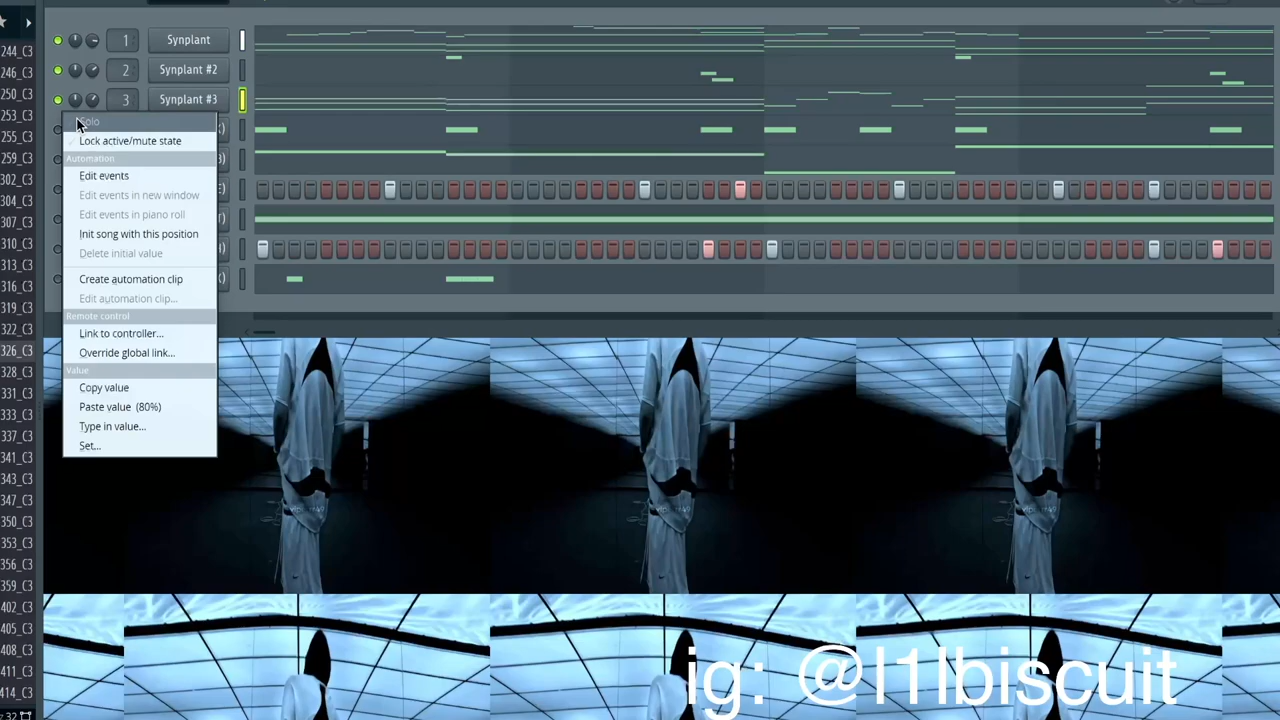 244_C3
246_C3
250_C3
253_C3
255_C3
259_C3
302_C3
304_C3
307_C3
310_C3
313_C3
316_C3
319_C3
322_C3
326_C3
328_C3
331_C3
333_C3
337_C3
341_C3
343_C3
347_C3
350_C3
353_C3
356_C3
359_C3
402_C3
405_C3
408_C3
411_C3
414_C3
1 Synplant
2 Synplant #2
3 Synplant #3
Solo
Lock active/mute state
Automation
Edit events
Edit events in new window
Edit events in piano roll
Init song with this position
Delete initial value
Create automation clip
Edit automation clip...
Remote control
Link to controller...
Override global link...
Value
Copy value
Paste value (80%)
Type in value...
Set...
ig: @l1lbiscuit